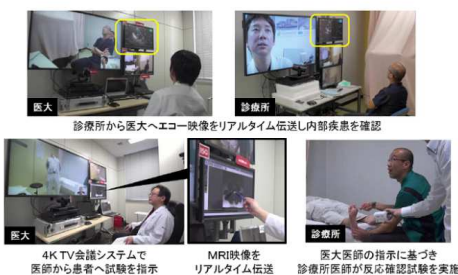 医大
診療所
診療所から医大へエコー映像をリアルタイム伝送し内部疾患を確認
医大
診療所
4K TV会議システムで
医師から患者へ試験を指示
MRI映像を
リアルタイム伝送
医大医師の指示に基づき
診療所医師が反応確認試験を実施